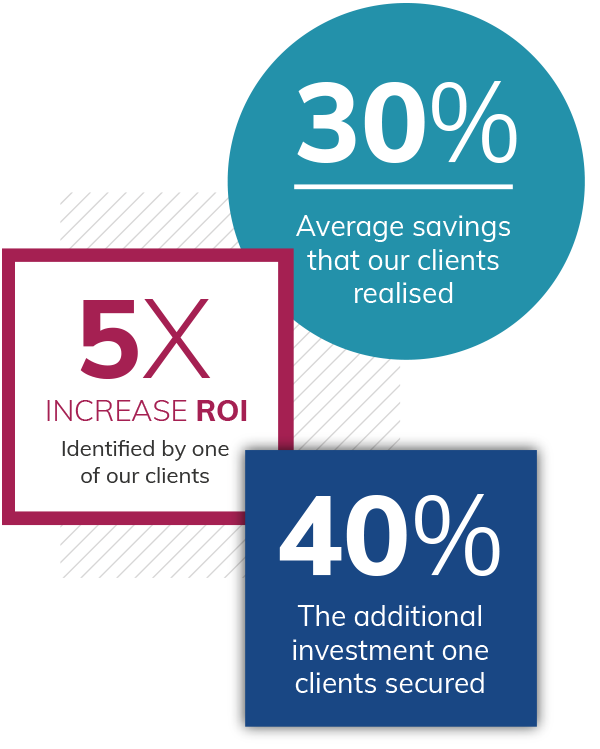 30%
Average savings
that our clients
realised
5X
INCREASE ROI
Identified by one
of our clients
40%
The additional
investment one
clients secured